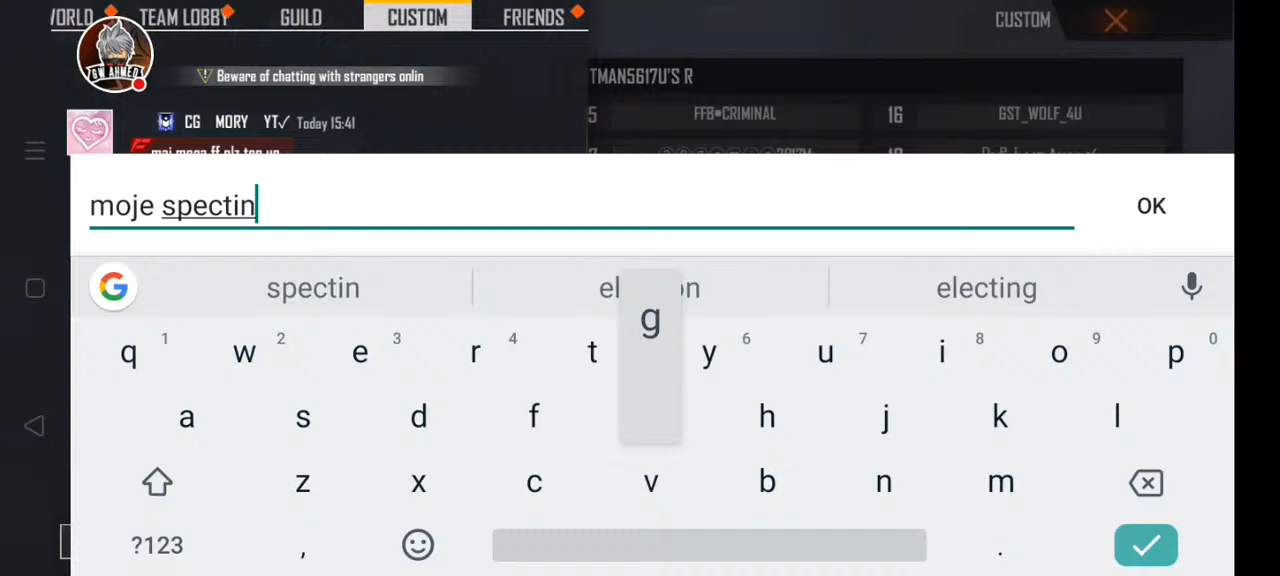 WORLD TEAM LOBBY GUILD CUSTOM FRIENDS
CUSTOM
Beware of chatting with strangers onlin
TMAN5617U'S R
CG MORY YT✓ Today 15:41
5 FFB CRIMINAL 16 GST_WOLF_4U
moje spectin
OK
spectin
electing
g
q 1 w 2 e 3 r 4 t y 6 u 7 i 8 o 9 p 0
a s d f h j k l
z x c v b n m
?123 , .